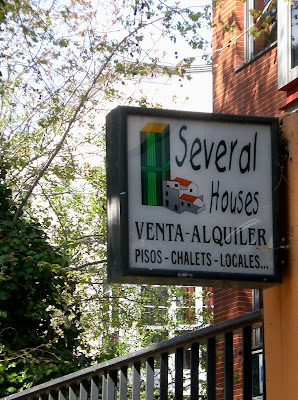 Several
Houses
VENTA-ALQUILER
PISOS-CHALETS-LOCALES...